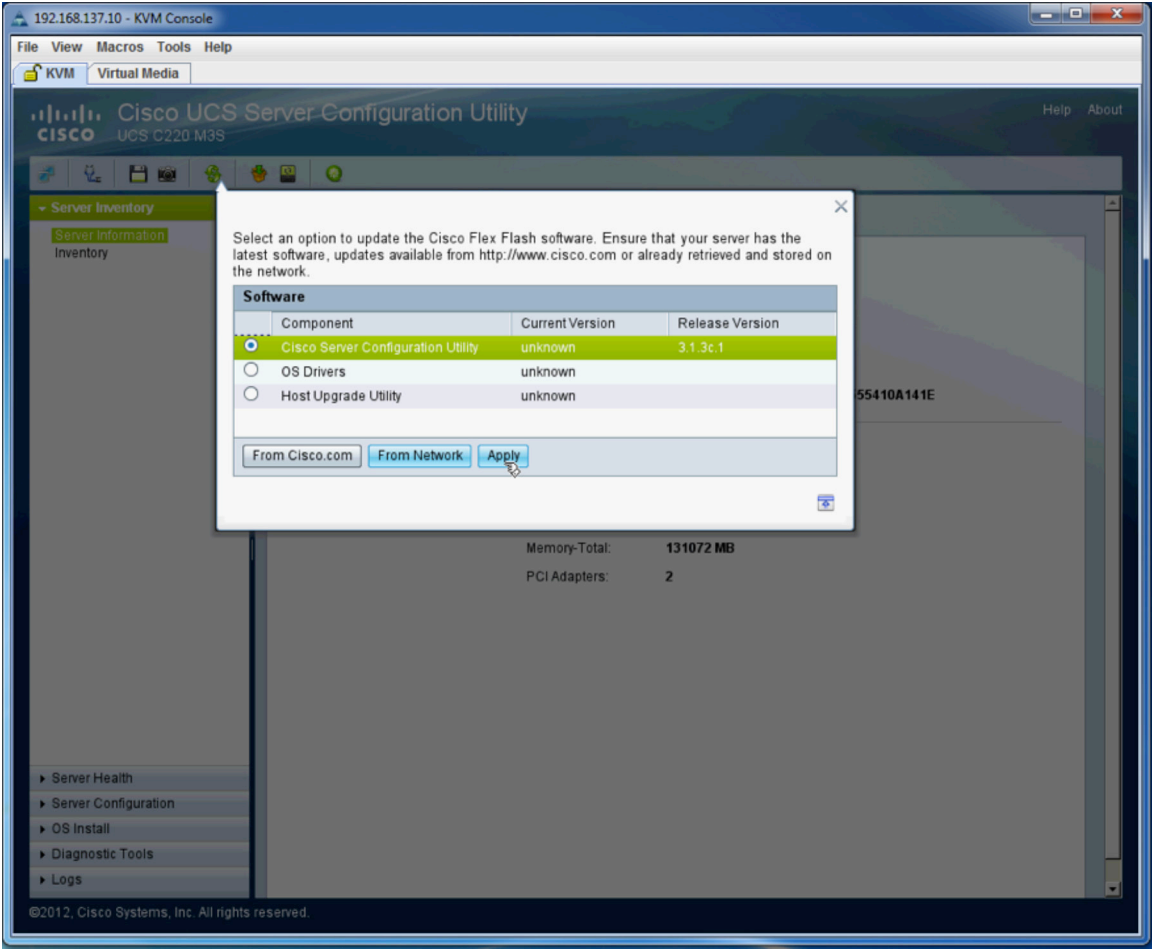 192.168.137.10 - KVM Console
File View Macros Tools Help
KVM Virtual Media
CISCO
Cisco UCS Server Configuration Utility
UCS C220 M3S
Help About
Server Inventory
Server Information
Inventory
Select an option to update the Cisco Flex Flash software. Ensure that your server has the
latest software, updates available from http://www.cisco.com or already retrieved and stored on
the network.
Software
Component Current Version Release Version
Cisco Server Configuration Utility unknown 3.1.3c.1
OS Drivers unknown
Host Upgrade Utility unknown
55410A141E
From Cisco.com From Network Apply
Memory-Total: 131072 MB
PCI Adapters: 2
Server Health
Server Configuration
OS Install
Diagnostic Tools
Logs
©2012, Cisco Systems, Inc. All rights reserved.